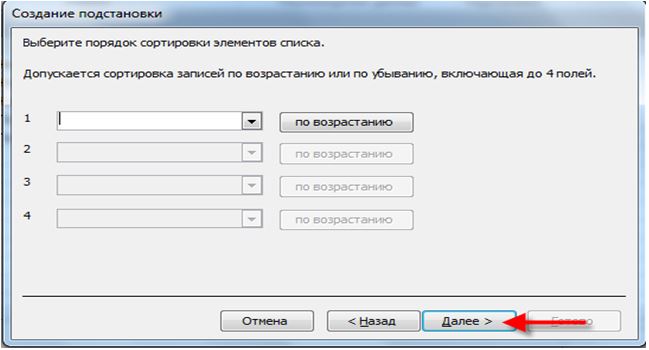 Создание подстановки
Выберите порядок сортировки элементов списка.
Допускается сортировка записей по возрастанию или по убыванию, включающая до 4 полей.
1 по возрастанию
2 по возрастанию
3 по возрастанию
4 по возрастанию
Отмена < Назад Далее > Готово